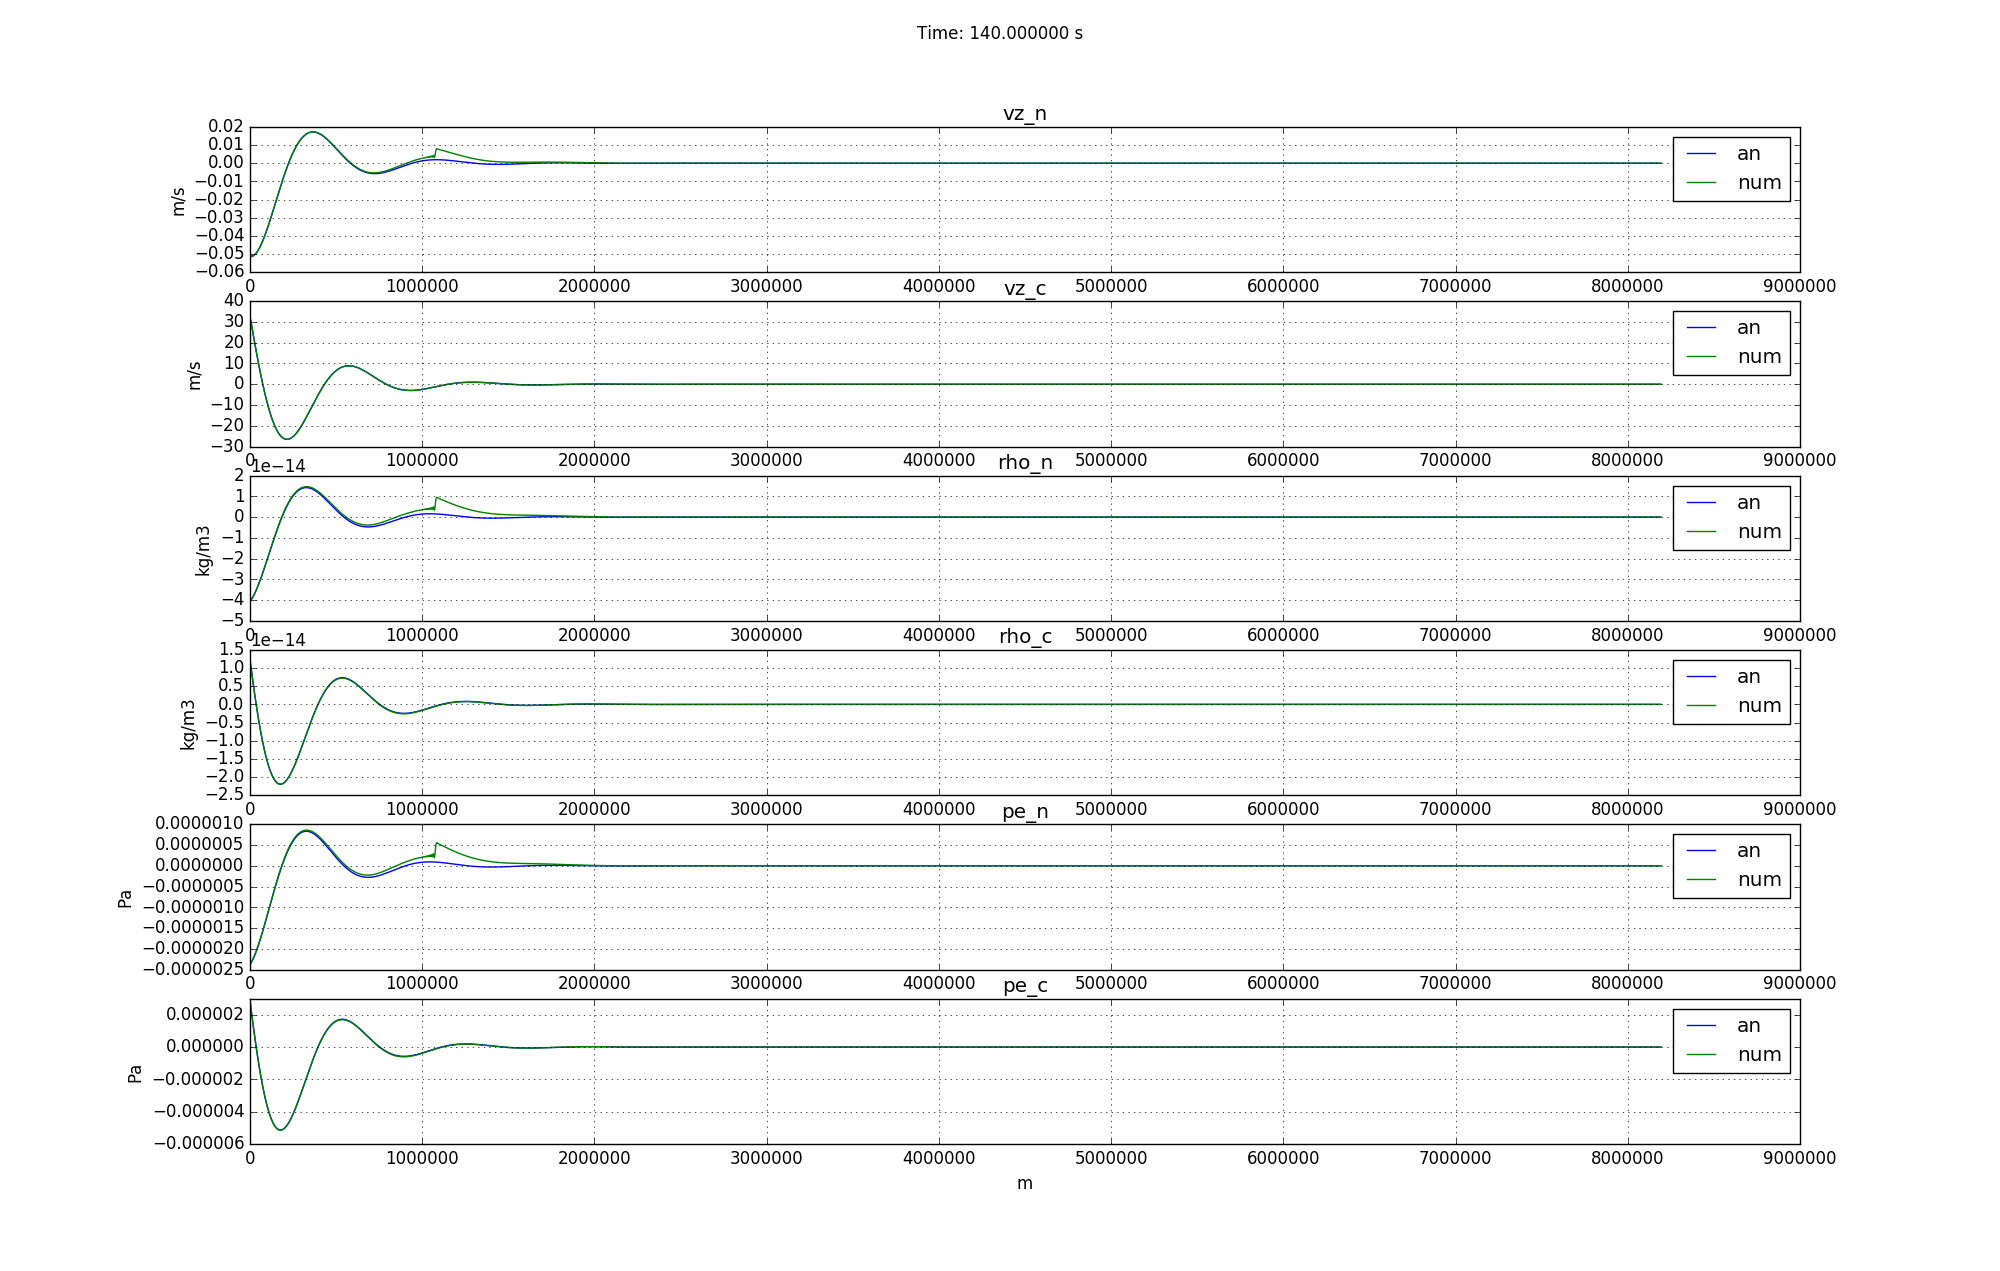 Time: 140.000000 s
vz_n
0.02
0.01
0.00
−0.01
−0.02
−0.03
−0.04
−0.05
−0.06
m/s
an
num
0 1000000 2000000 3000000 4000000 5000000 6000000 7000000 8000000 9000000
vz_c
40
30
20
10
0
−10
−20
−30
m/s
an
num
0 1000000 2000000 3000000 4000000 5000000 6000000 7000000 8000000 9000000
1e−14
rho_n
2
1
0
−1
−2
−3
−4
−5
kg/m3
an
num
0 1000000 2000000 3000000 4000000 5000000 6000000 7000000 8000000 9000000
1e−14
rho_c
1.5
1.0
0.5
0.0
−0.5
−1.0
−1.5
−2.0
−2.5
kg/m3
an
num
0 1000000 2000000 3000000 4000000 5000000 6000000 7000000 8000000 9000000
pe_n
0.0000010
0.0000005
0.0000000
−0.0000005
−0.0000010
−0.0000015
−0.0000020
−0.0000025
Pa
an
num
0 1000000 2000000 3000000 4000000 5000000 6000000 7000000 8000000 9000000
pe_c
0.000002
0.000000
−0.000002
−0.000004
−0.000006
Pa
an
num
0 1000000 2000000 3000000 4000000 5000000 6000000 7000000 8000000 9000000
m